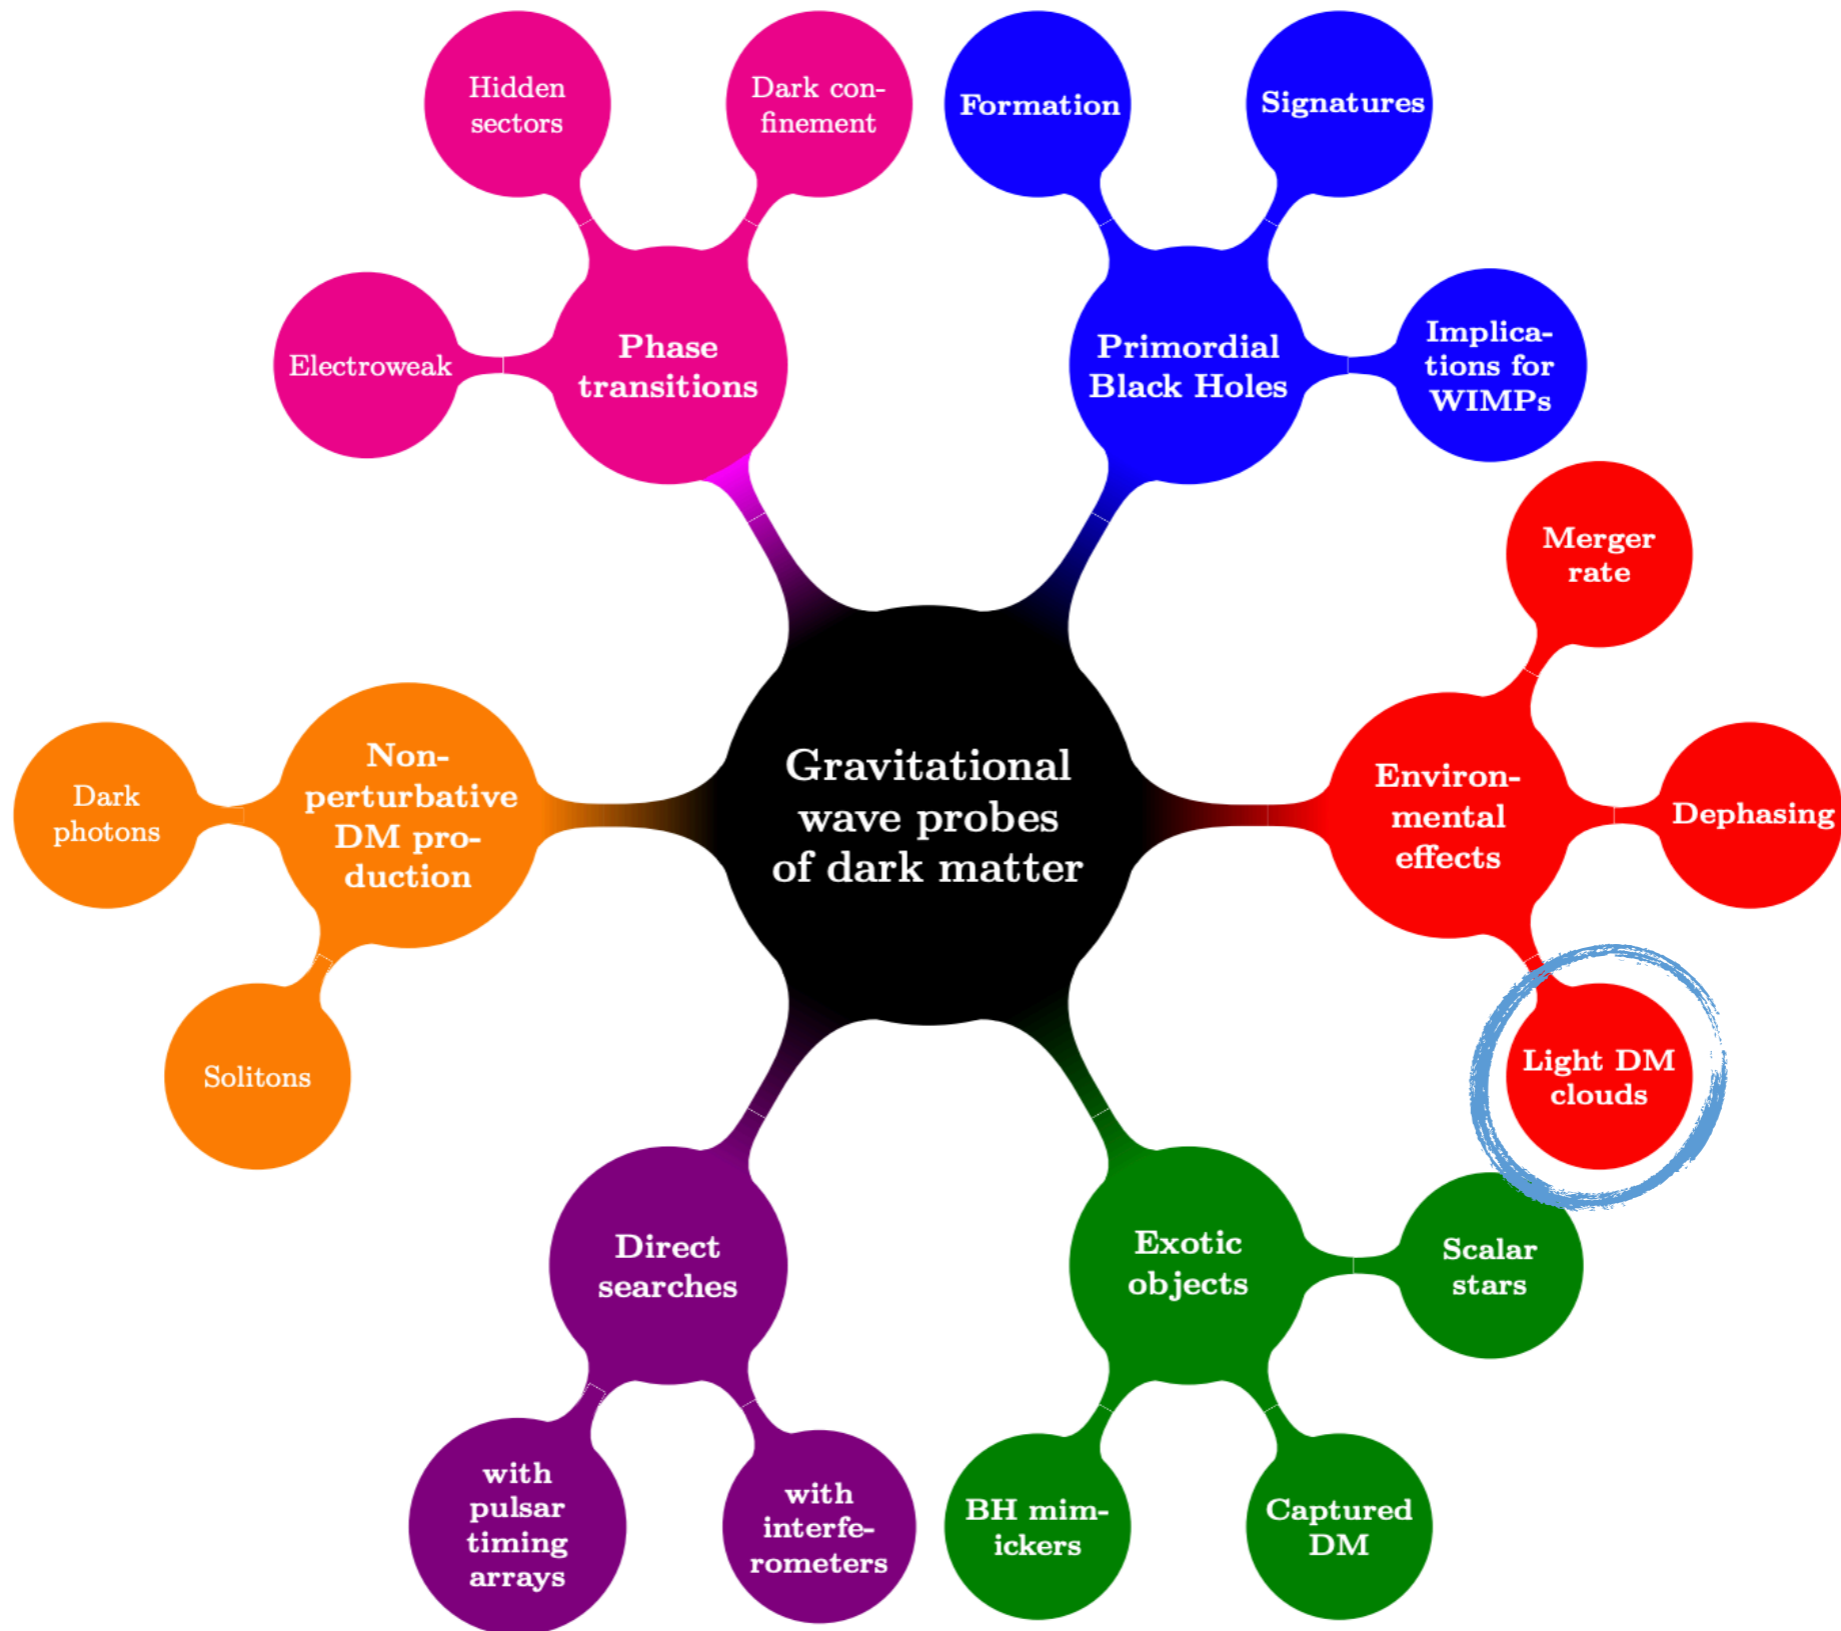 Hidden
sectors
Dark con-
finement
Formation
Signatures
Electroweak
Phase
transitions
Primordial
Black Holes
Implica-
tions for
WIMPs
Merger
rate
Dark
photons
Non-
perturbative
DM pro-
duction
Gravitational
wave probes
of dark matter
Environ-
mental
effects
Dephasing
Solitons
Light DM
clouds
Direct
searches
Exotic
objects
Scalar
stars
with
pulsar
timing
arrays
with
interfe-
rometers
BH mim-
ickers
Captured
DM